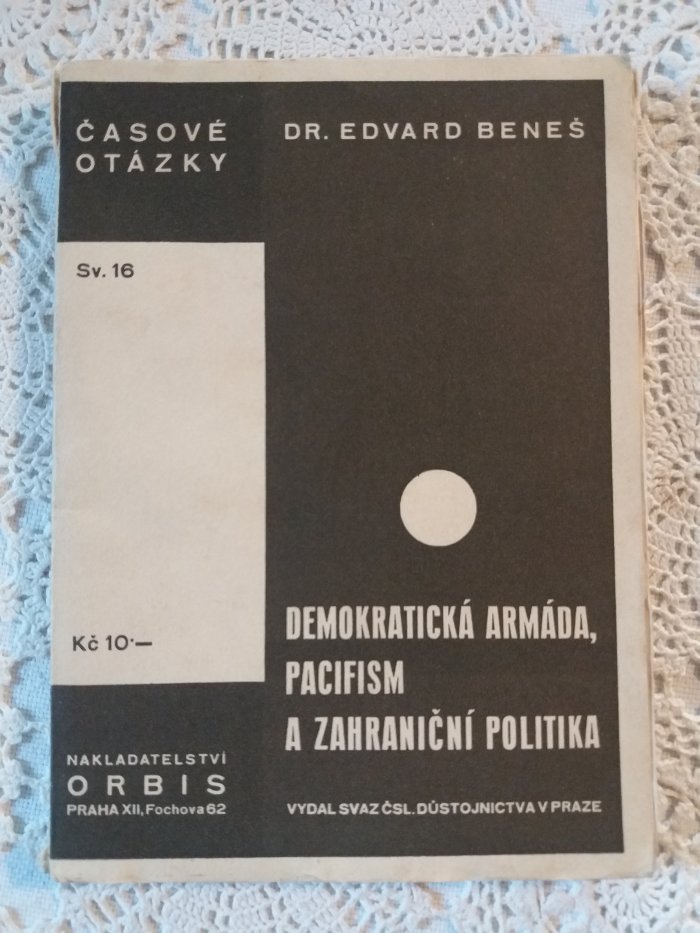 ČASOVÉ
OTÁZKY
DR. EDVARD BENEŠ
Sv. 16
Kč 10·—
DEMOKRATICKÁ ARMÁDA,
PACIFISM
A ZAHRANIČNÍ POLITIKA
NAKLADATELSTVÍ
ORBIS
PRAHA XII, Fochova 62
VYDAL SVAZ ČSL. DŮSTOJNICTVA V PRAZE